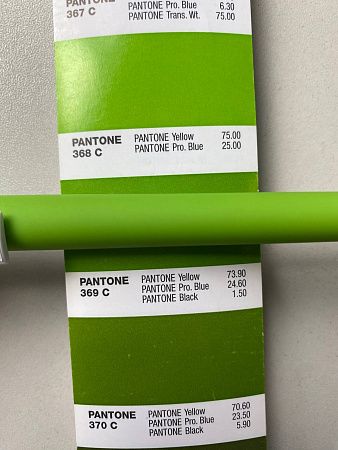 PANTONE PANTONE Pro. Blue 6.30
367 C PANTONE Trans. Wt. 75.00
PANTONE PANTONE Yellow 75.00
368 C PANTONE Pro. Blue 25.00
PANTONE PANTONE Yellow 73.90
369 C PANTONE Pro. Blue 24.60
PANTONE Black 1.50
PANTONE PANTONE Yellow 70.60
370 C PANTONE Pro. Blue 23.50
PANTONE Black 5.90